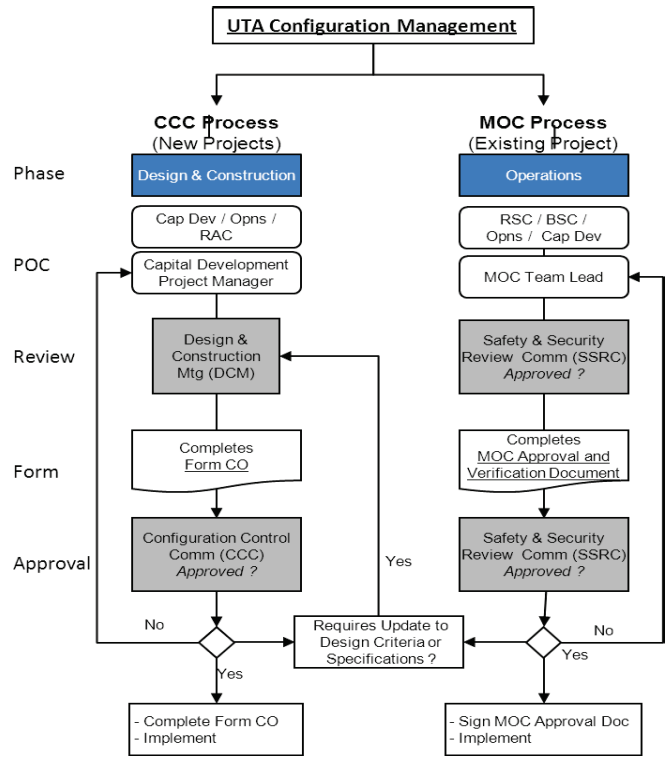 UTA Configuration Management
CCC Process
(New Projects)
MOC Process
(Existing Project)
Phase
Design & Construction
Operations
Cap Dev / Opns /
RAC
RSC / BSC /
Opns / Cap Dev
POC
Capital Development
Project Manager
MOC Team Lead
Review
Design &
Construction
Mtg (DCM)
Safety & Security
Review Comm (SSRC)
Approved ?
Form
Completes
Form CO
Completes
MOC Approval and
Verification Document
Approval
Configuration Control
Comm (CCC)
Approved ?
Yes
Safety & Security
Review Comm (SSRC)
Approved ?
No
Requires Update to
Design Criteria or
Specifications ?
No
Yes
Yes
- Complete Form CO
- Implement
- Sign MOC Approval Doc
- Implement